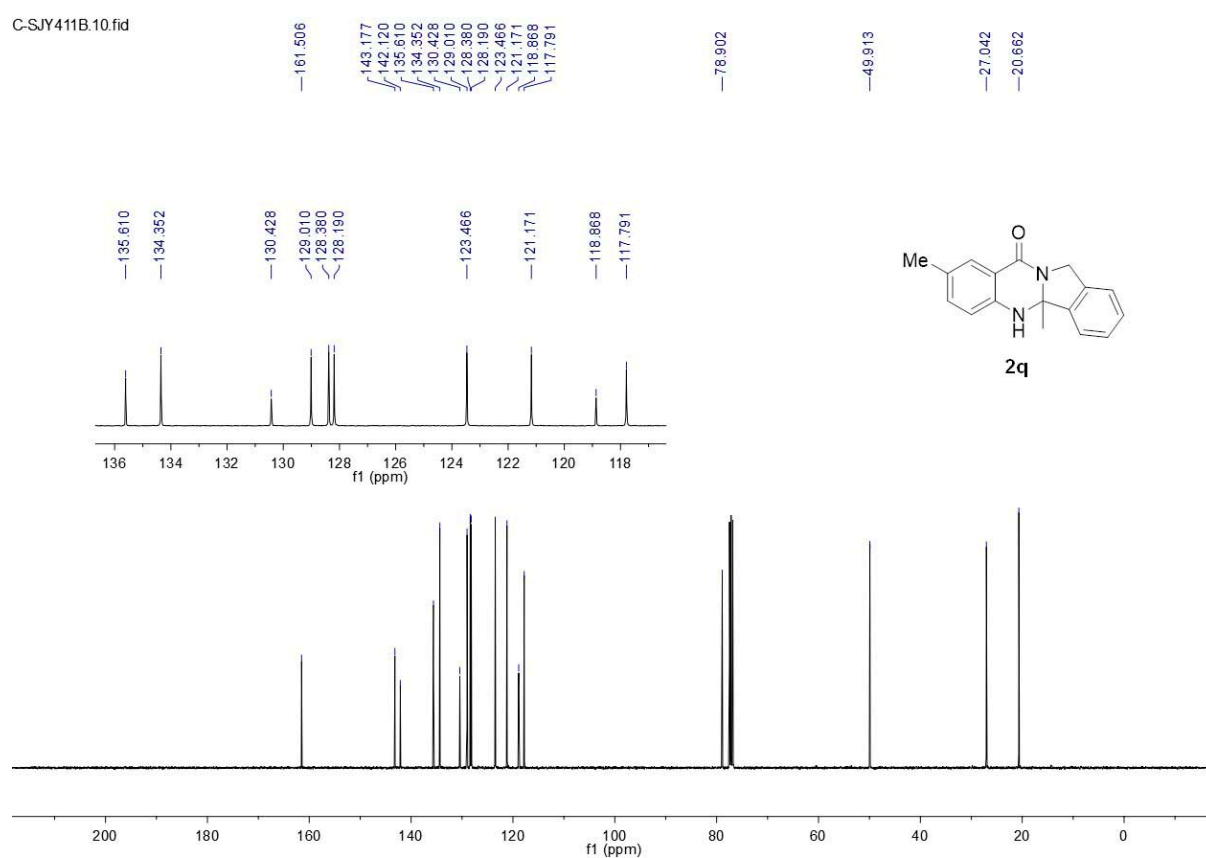 C-SJY411B.10.fid
161.506
143.177
142.120
135.610
134.352
130.428
129.010
128.380
128.190
123.466
121.171
118.868
117.791
78.902
49.913
27.042
20.662
135.610
134.352
130.428
129.010
128.380
128.190
123.466
121.171
118.868
117.791
136 134 132 130 128 126 124 122 120 118
f1 (ppm)
O
Me
N
N
H
2q
200 180 160 140 120 100 80 60 40 20 0
f1 (ppm)